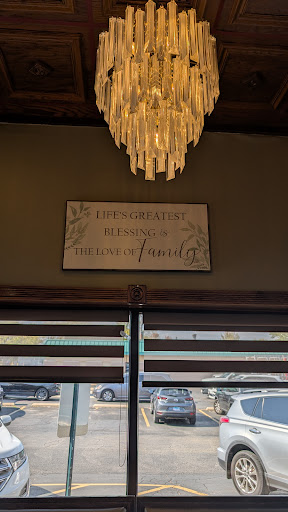 LIFE'S GREATEST
BLESSING is
THE LOVE OF Family